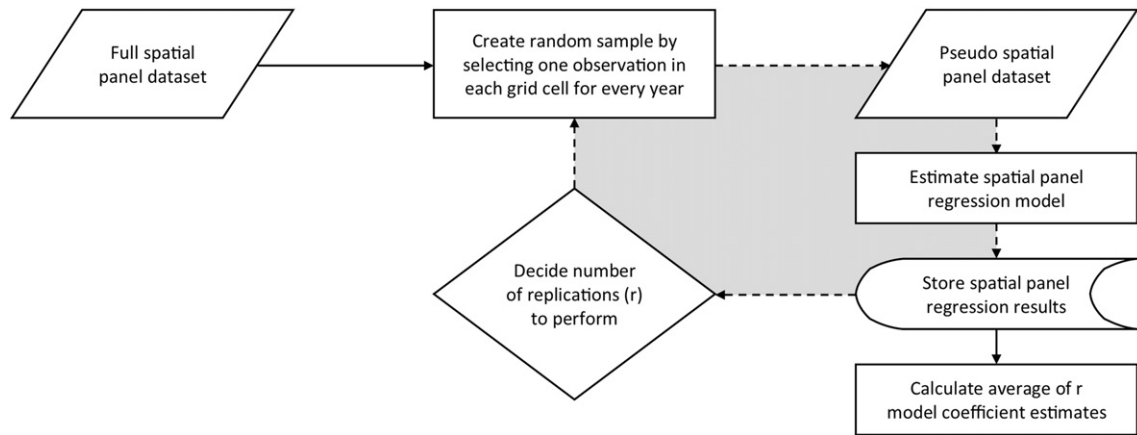 Full spatial
panel dataset
Create random sample by
selecting one observation in
each grid cell for every year
Pseudo spatial
panel dataset
Estimate spatial panel
regression model
Decide number
of replications (r)
to perform
Store spatial panel
regression results
Calculate average of r
model coefficient estimates